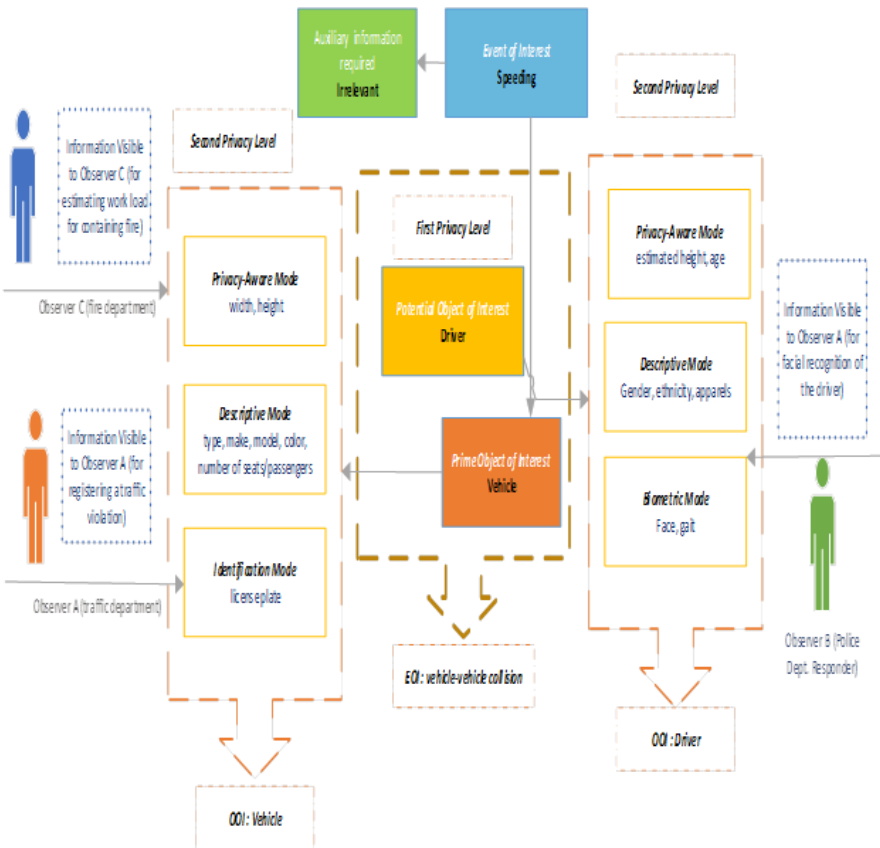 Auxiliary information
required
Irrelevant
Event of Interest
Speeding
Second Privacy Level
Information Visible
to Observer C (for
estimating work load
for containing fire)
Second Privacy Level
First Privacy Level
Privacy-Aware Mode
width, height
Observer C (fire department)
Potential Object of Interest
Driver
Privacy-Aware Mode
estimated height, age
Information Visible
to Observer A (for
facial recognition of
the driver)
Descriptive Mode
Gender, ethnicity, apparels
Descriptive Mode
type, make, model, color,
number of seats/passengers
Information Visible
to Observer A (for
registering a traffic
violation)
Prime Object of Interest
Vehicle
Biometric Mode
Face, gait
Identification Mode
license plate
Observer A (traffic department)
Observer B (Police
Dept. Responder)
EOI : vehicle-vehicle collision
OOI : Driver
OOI : Vehicle